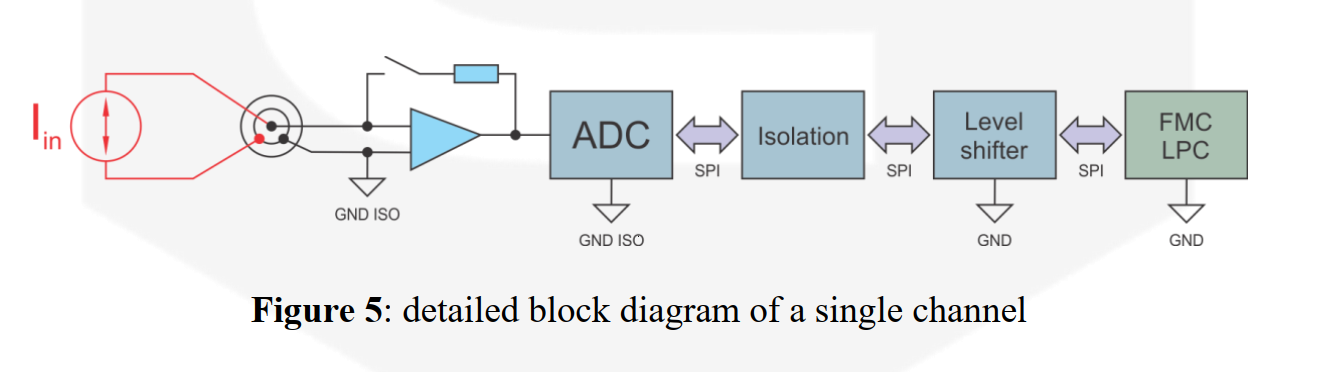 Iin
GND ISO
ADC
GND ISO
SPI
Isolation
SPI
Level
shifter
GND
SPI
FMC
LPC
GND
Figure 5: detailed block diagram of a single channel